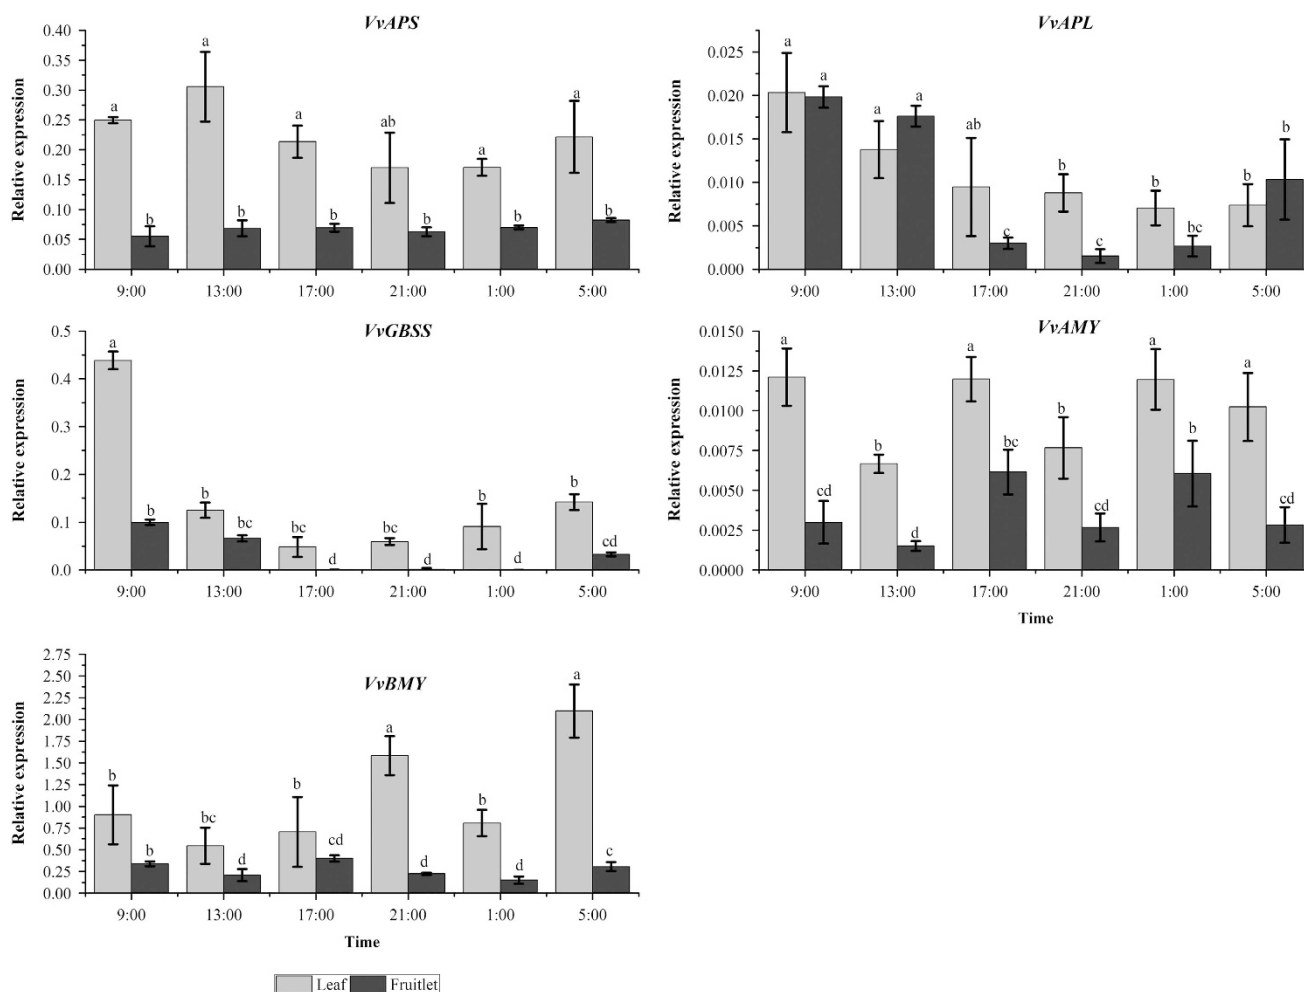 VvAPS
Relative expression
0.40
0.35
0.30
0.25
0.20
0.15
0.10
0.05
0.00
a
b
a
b
a
b
ab
b
a
b
a
b
9:00 13:00 17:00 21:00 1:00 5:00
VvAPL
Relative expression
0.025
0.020
0.015
0.010
0.005
0.000
a
a
a
a
ab
c
b
c
b
bc
b
b
9:00 13:00 17:00 21:00 1:00 5:00
VvGBSS
Relative expression
0.5
0.4
0.3
0.2
0.1
0.0
a
b
b
bc
bc
d
bc
d
b
d
b
cd
9:00 13:00 17:00 21:00 1:00 5:00
VvAMY
Relative expression
0.0150
0.0125
0.0100
0.0075
0.0050
0.0025
0.0000
a
cd
b
d
a
bc
b
cd
a
b
a
cd
9:00 13:00 17:00 21:00 1:00 5:00
Time
VvBMY
Relative expression
2.75
2.50
2.25
2.00
1.75
1.50
1.25
1.00
0.75
0.50
0.25
0.00
b
b
bc
d
b
cd
a
d
b
d
a
c
9:00 13:00 17:00 21:00 1:00 5:00
Time
Leaf Fruitlet